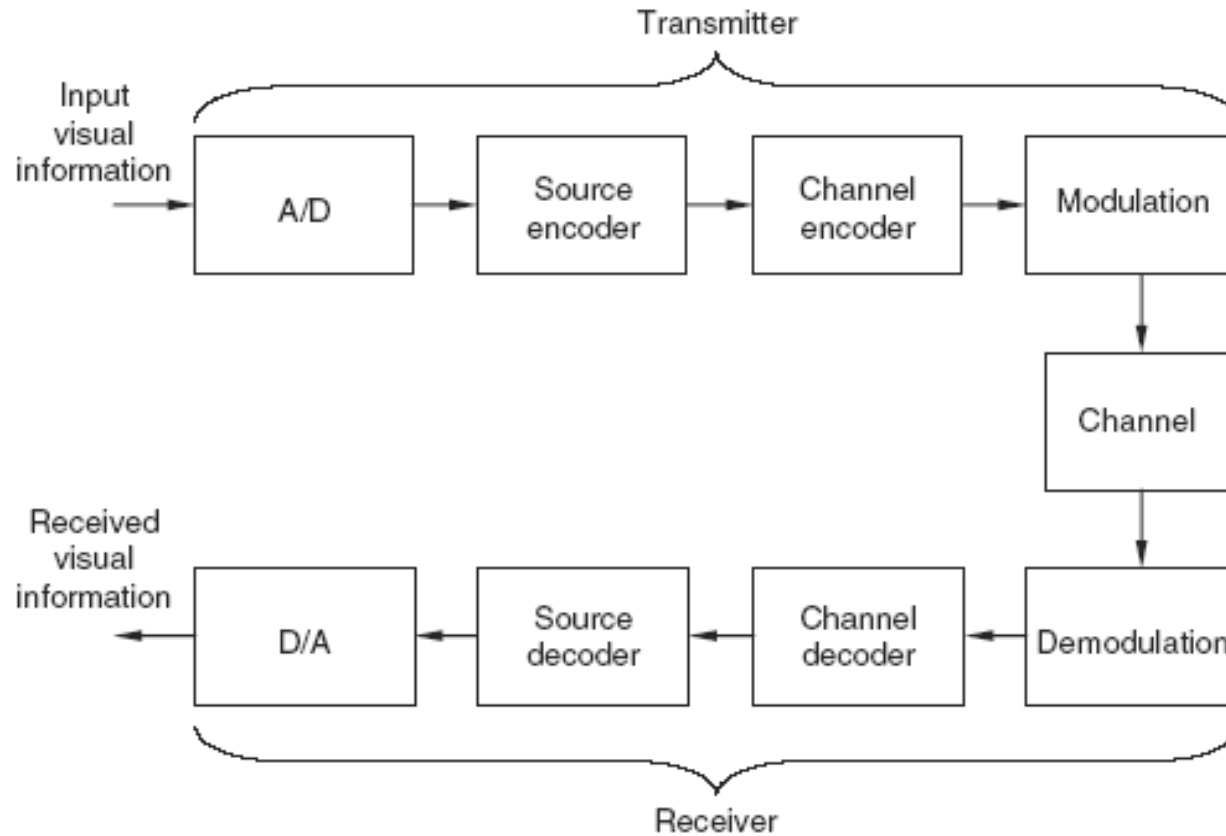 Transmitter
Input
visual
information
A/D
Source
encoder
Channel
encoder
Modulation
Channel
Received
visual
information
D/A
Source
decoder
Channel
decoder
Demodulation
Receiver